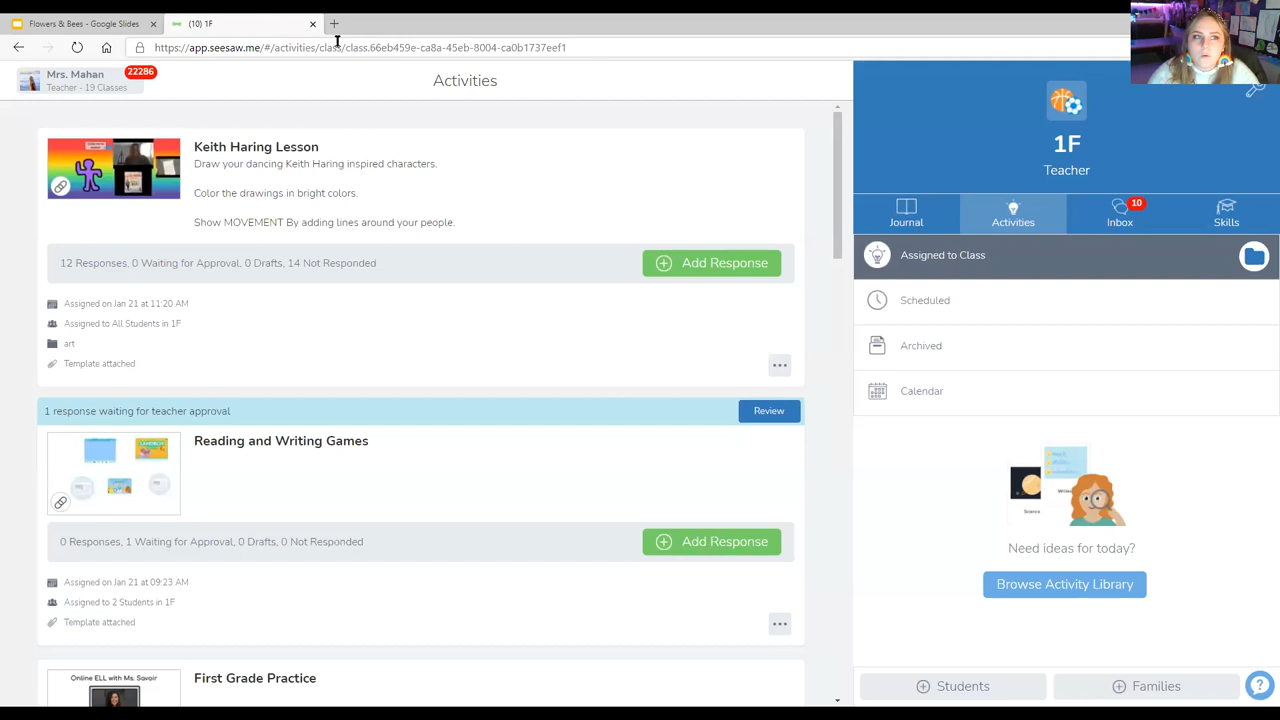 Flowers & Bees - Google Slides
(10) 1F
https://app.seesaw.me/#/activities/class/class.66eb459e-ca8a-45eb-8004-ca0b1737eef1
Mrs. Mahan
22286
Teacher - 19 Classes
Activities
Keith Haring Lesson
Draw your dancing Keith Haring inspired characters.
Color the drawings in bright colors.
Show MOVEMENT By adding lines around your people.
12 Responses, 0 Waiting for Approval, 0 Drafts, 14 Not Responded
Add Response
Assigned on Jan 21 at 11:20 AM
Assigned to All Students in 1F
art
Template attached
1 response waiting for teacher approval
Review
Reading and Writing Games
0 Responses, 1 Waiting for Approval, 0 Drafts, 0 Not Responded
Add Response
Assigned on Jan 21 at 09:23 AM
Assigned to 2 Students in 1F
Template attached
Online ELL with Ms. Savoir
First Grade Practice
1F
Teacher
Journal
Activities
Inbox
10
Skills
Assigned to Class
Scheduled
Archived
Calendar
Science
Need ideas for today?
Browse Activity Library
Students
Families
?